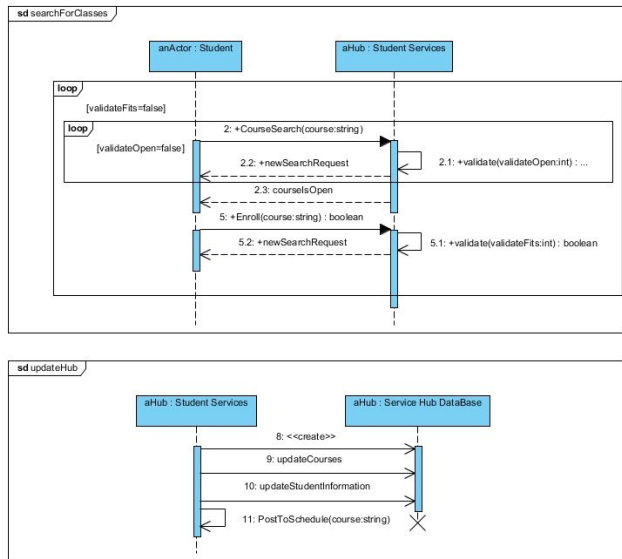 sd searchForClasses
anActor : Student
aHub : Student Services
loop
[validateFits=false]
loop
2: +CourseSearch(course:string)
[validateOpen=false]
2.1: +validate(validateOpen:int) : ...
2.2: +newSearchRequest
2.3: courseIsOpen
5: +Enroll(course:string) : boolean
5.1: +validate(validateFits:int) : boolean
5.2: +newSearchRequest
sd updateHub
aHub : Student Services
aHub : Service Hub DataBase
8: <<create>>
9: updateCourses
10: updateStudentInformation
11: PostToSchedule(course:string)